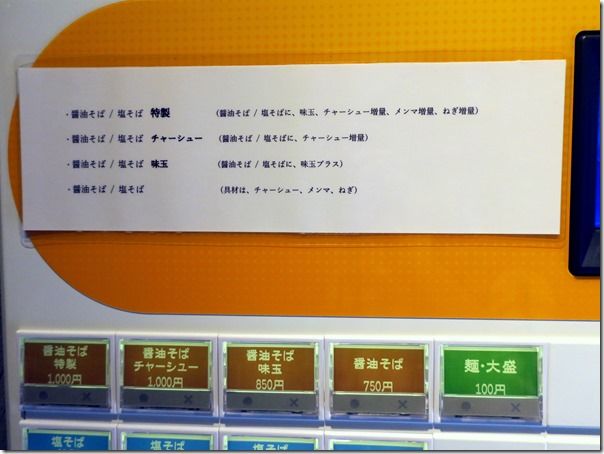 ・醤油そば / 塩そば 特製 (醤油そば / 塩そばに、味玉、チャーシュー増量、メンマ増量、ねぎ増量)
・醤油そば / 塩そば チャーシュー (醤油そば / 塩そばに、チャーシュー増量)
・醤油そば / 塩そば 味玉 (醤油そば / 塩そばに、味玉プラス)
・醤油そば / 塩そば (具材は、チャーシュー、メンマ、ねぎ)
醤油そば
特製
1,000円
醤油そば
チャーシュー
1,000円
醤油そば
味玉
850円
醤油そば
750円
麺・大盛
100円
塩そば
塩そば
塩そば